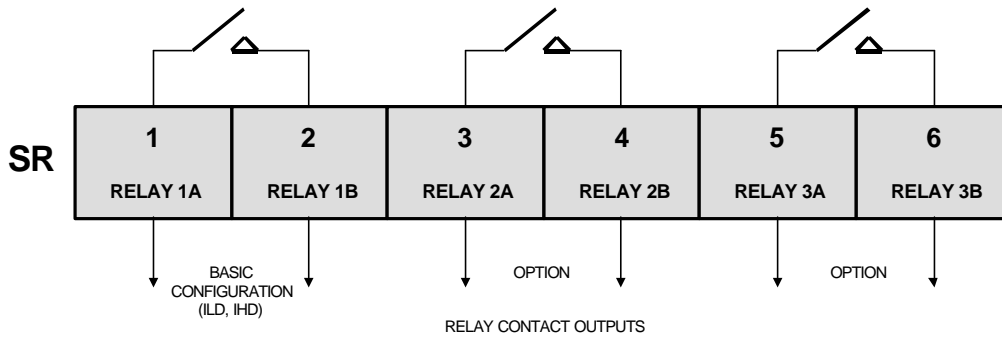 SR
1
RELAY 1A
2
RELAY 1B
3
RELAY 2A
4
RELAY 2B
5
RELAY 3A
6
RELAY 3B
BASIC
CONFIGURATION
(ILD, IHD)
OPTION
OPTION
RELAY CONTACT OUTPUTS